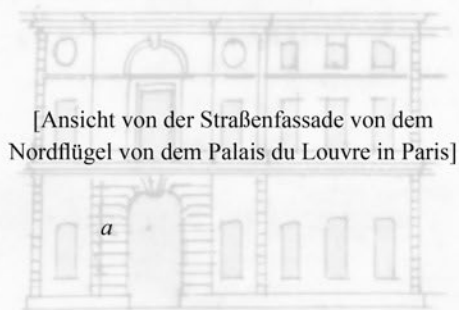 [Ansicht von der Straßenfassade von dem
Nordflügel von dem Palais du Louvre in Paris]
a